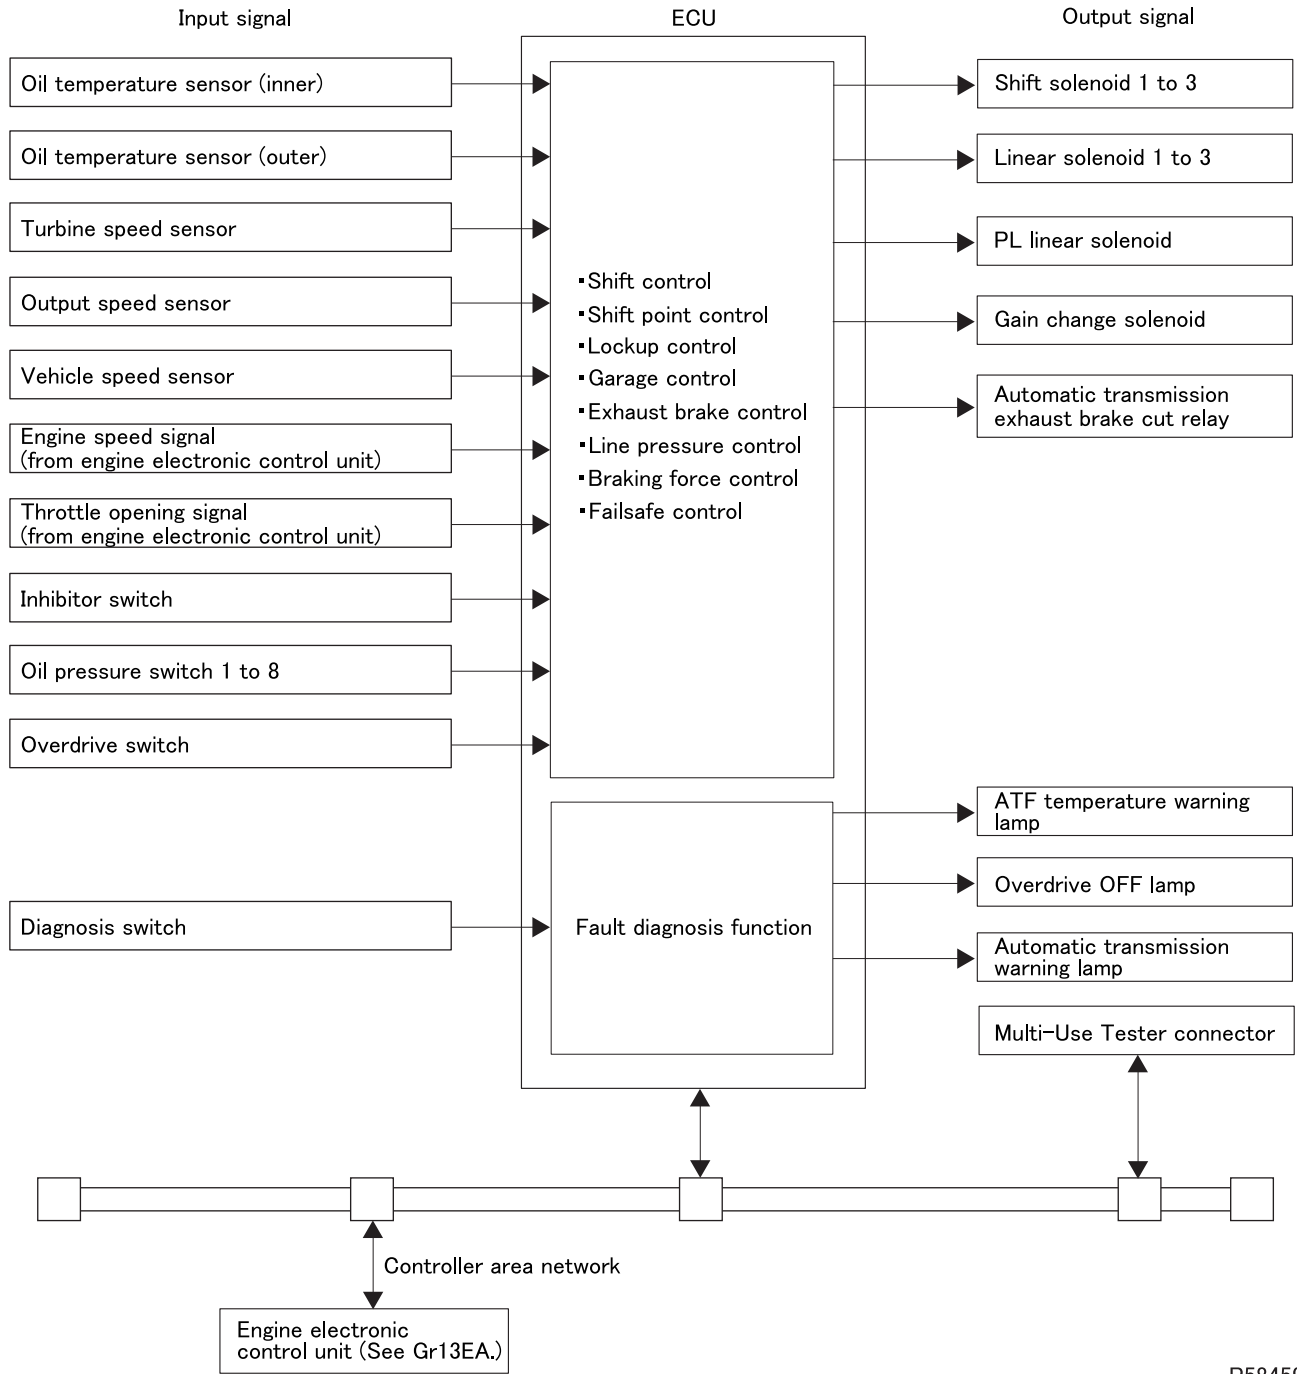 Input signal
ECU
Output signal
Oil temperature sensor (inner)
Oil temperature sensor (outer)
Turbine speed sensor
Output speed sensor
Vehicle speed sensor
Engine speed signal
(from engine electronic control unit)
Throttle opening signal
(from engine electronic control unit)
Inhibitor switch
Oil pressure switch 1 to 8
Overdrive switch
Diagnosis switch
・Shift control
・Shift point control
・Lockup control
・Garage control
・Exhaust brake control
・Line pressure control
・Braking force control
・Failsafe control
Fault diagnosis function
Shift solenoid 1 to 3
Linear solenoid 1 to 3
PL linear solenoid
Gain change solenoid
Automatic transmission
exhaust brake cut relay
ATF temperature warning
lamp
Overdrive OFF lamp
Automatic transmission
warning lamp
Multi-Use Tester connector
Controller area network
Engine electronic
control unit (See Gr13EA.)